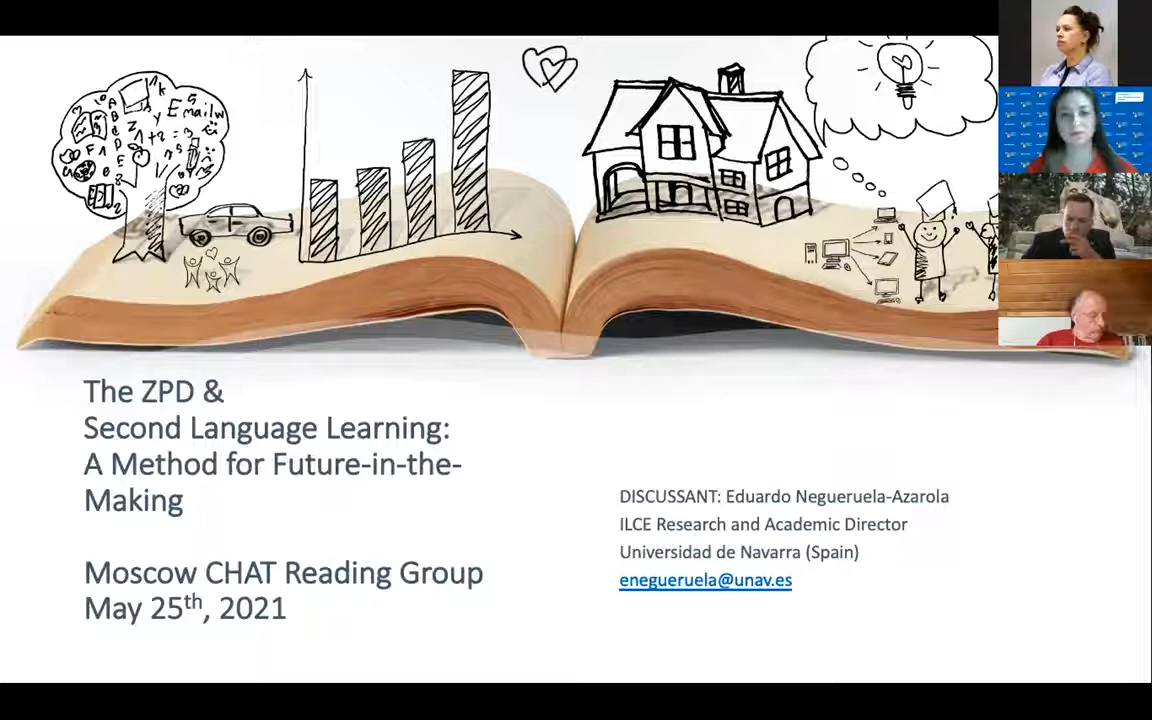 Email
The ZPD &
Second Language Learning:
A Method for Future-in-the-
Making
Moscow CHAT Reading Group
May 25th, 2021
DISCUSSANT: Eduardo Negueruela-Azarola
ILCE Research and Academic Director
Universidad de Navarra (Spain)
enegueruela@unav.es